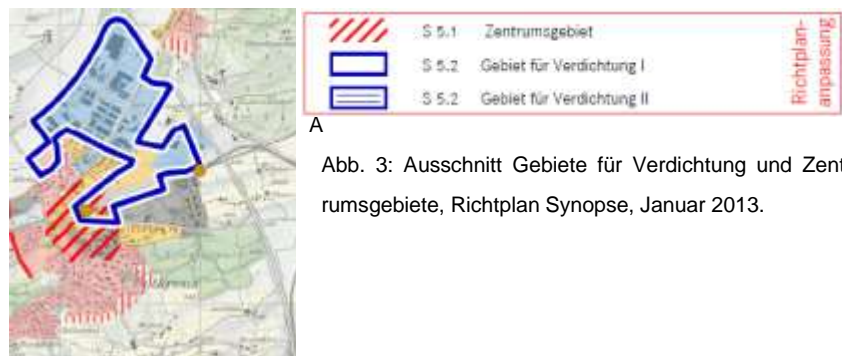 S 5.1 Zentrumsgebiet
S 5.2 Gebiet für Verdichtung I
S 5.2 Gebiet für Verdichtung II
Richtplan-
anpassung
A
Abb. 3: Ausschnitt Gebiete für Verdichtung und Zent-
rumsgebiete, Richtplan Synopse, Januar 2013.